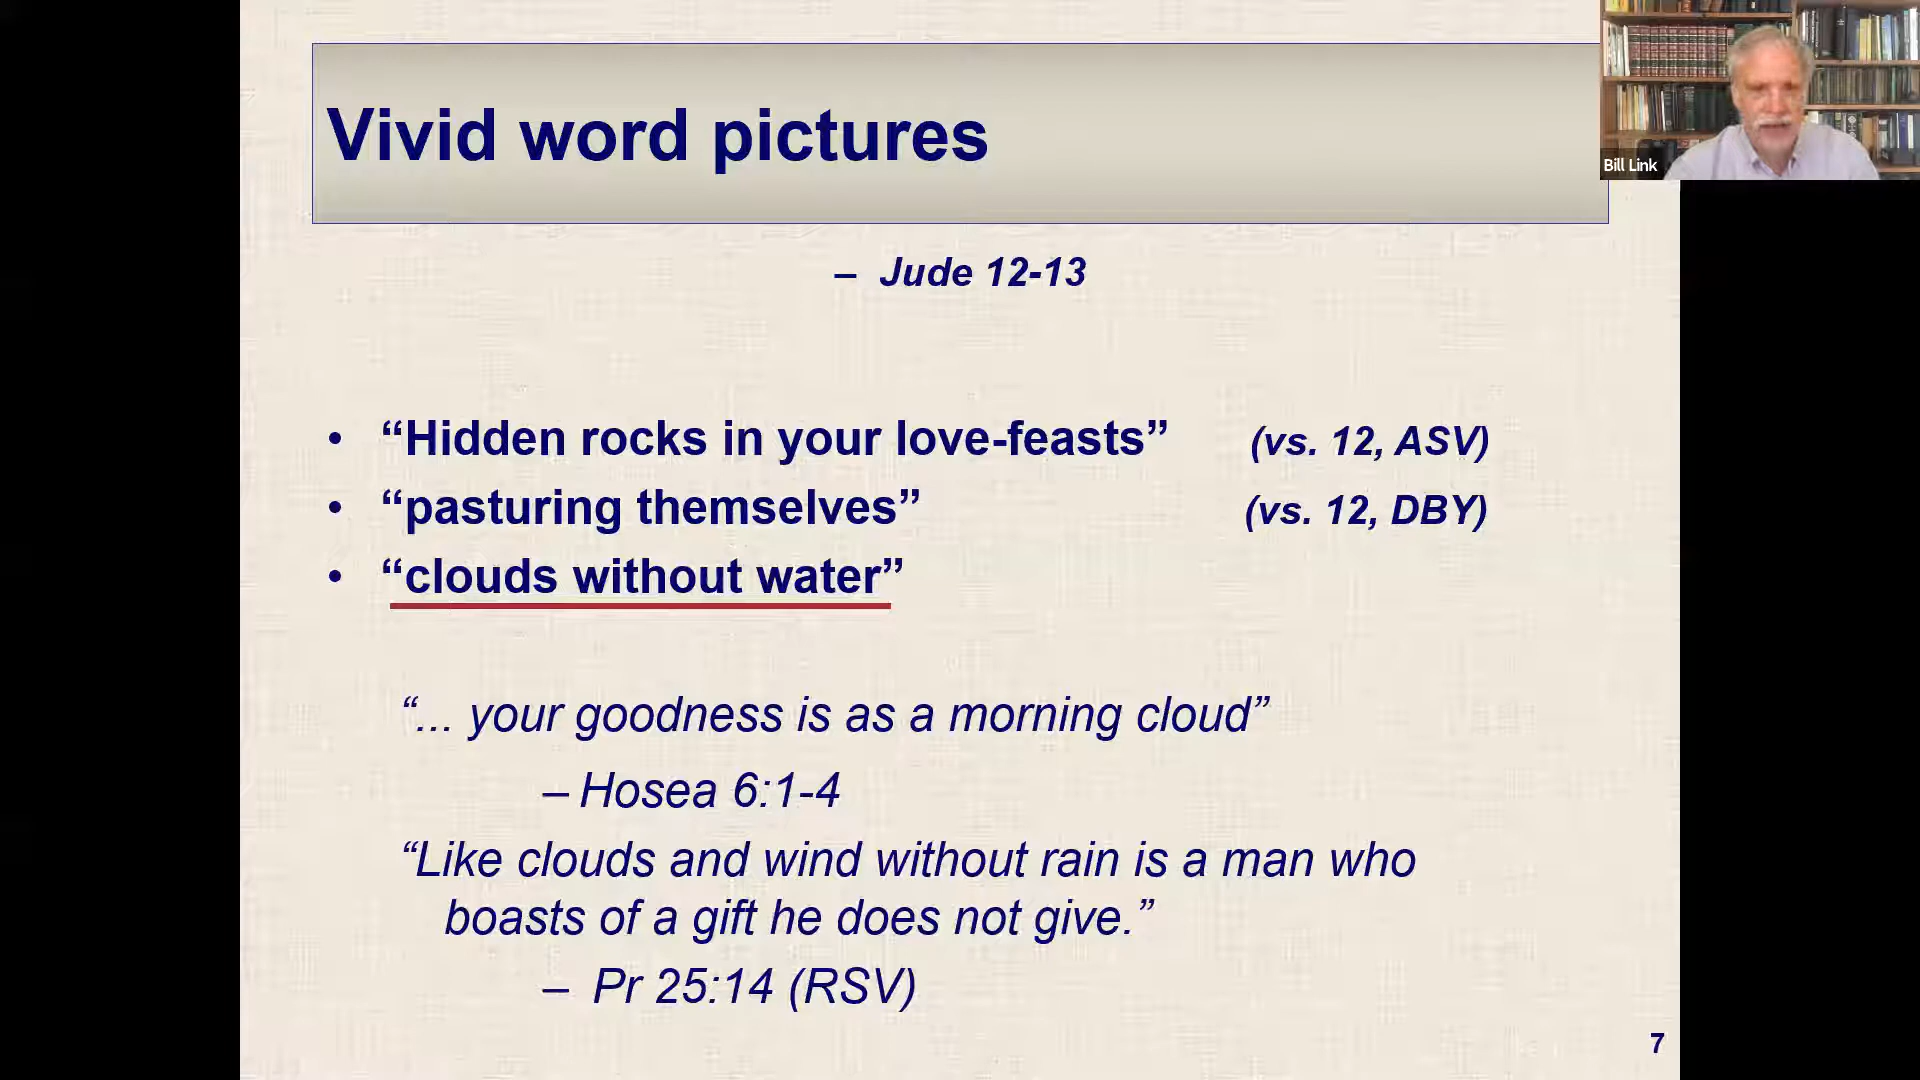 Vivid word pictures
Bill Link
– Jude 12-13
• “Hidden rocks in your love-feasts” (vs. 12, ASV)
• “pasturing themselves” (vs. 12, DBY)
• “clouds without water”
“... your goodness is as a morning cloud”
– Hosea 6:1-4
“Like clouds and wind without rain is a man who
boasts of a gift he does not give.”
– Pr 25:14 (RSV)
7